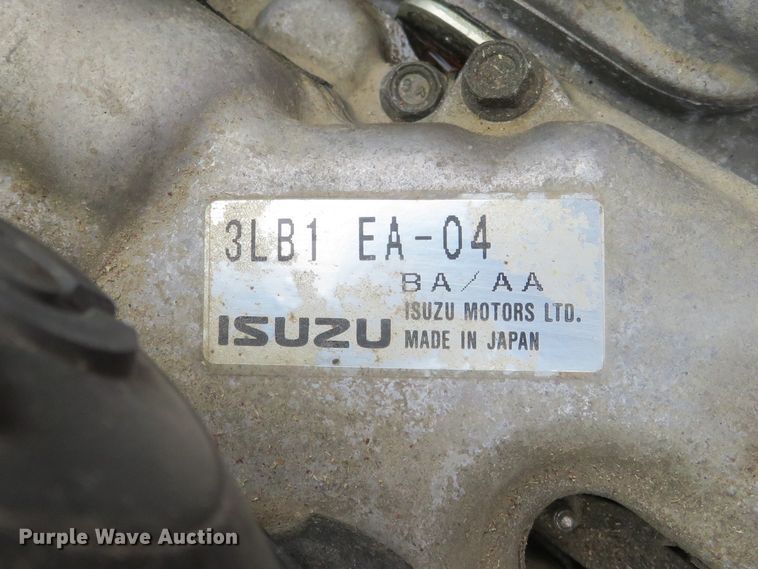 3LB1 EA-04
BA/AA
ISUZU
ISUZU MOTORS LTD.
MADE IN JAPAN
Purple Wave Auction®